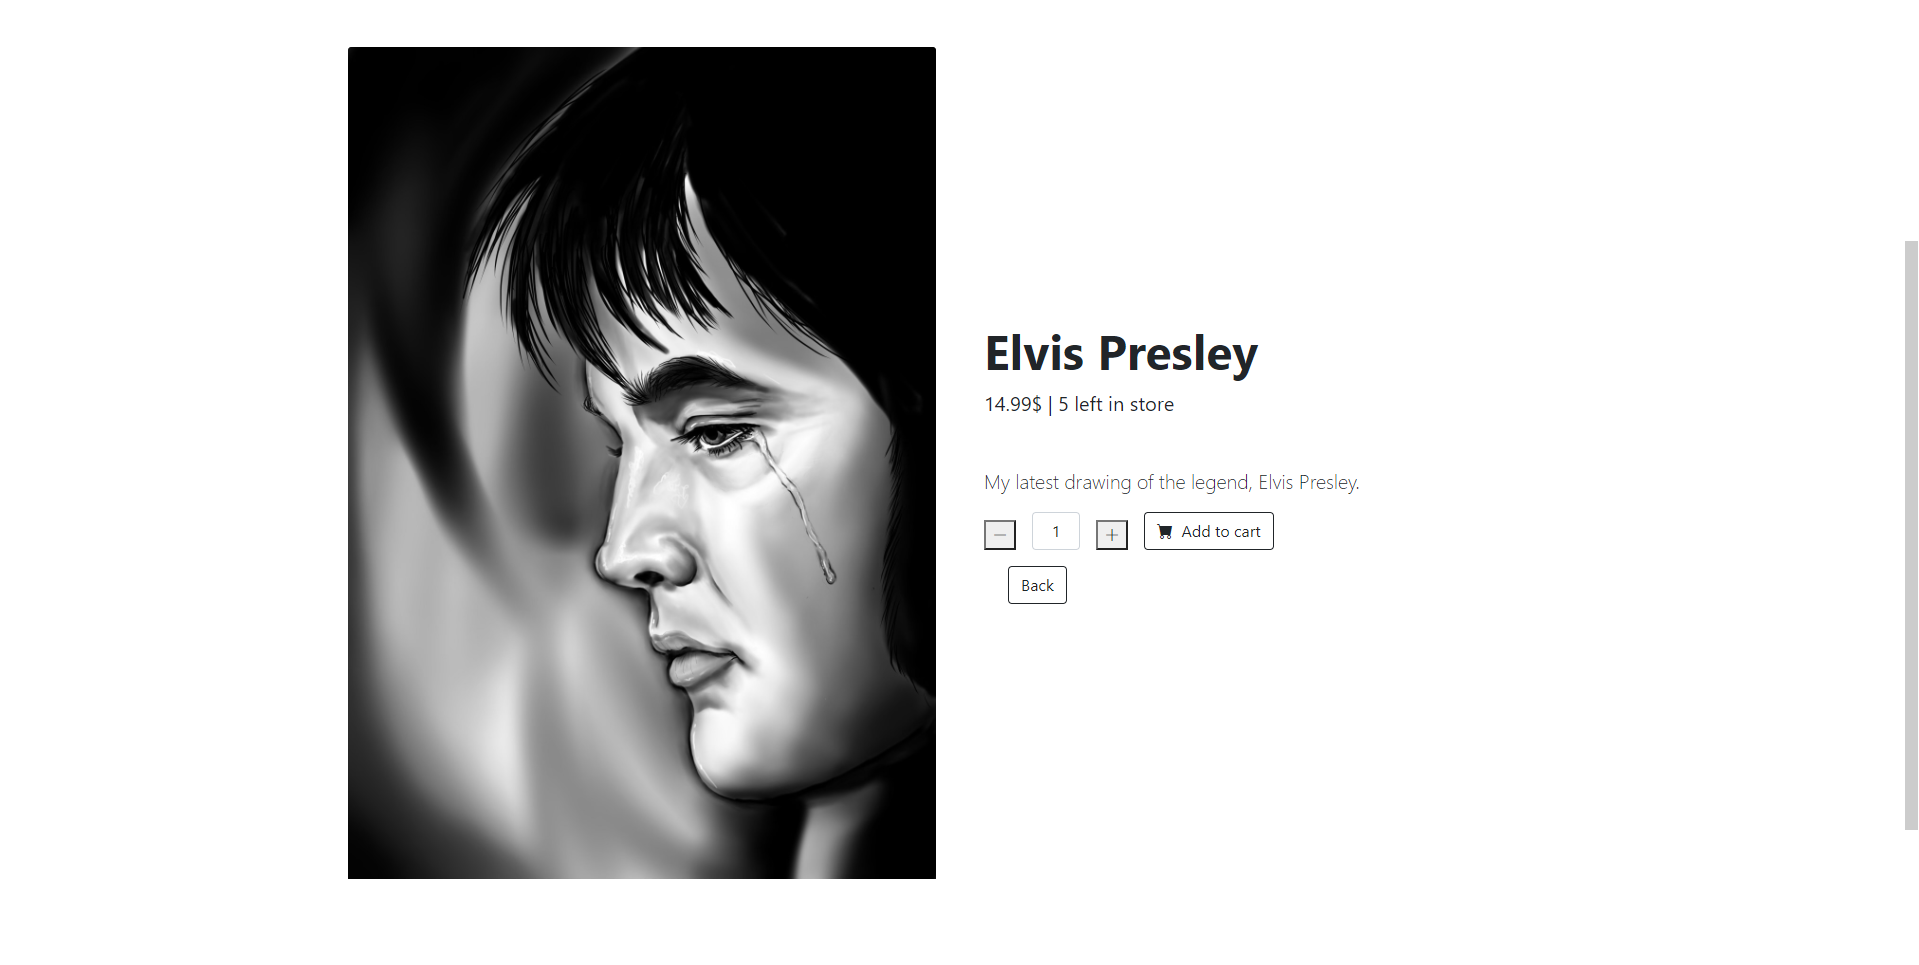 Elvis Presley
14.99$ | 5 left in store
My latest drawing of the legend, Elvis Presley.
− 1 + Add to cart
Back